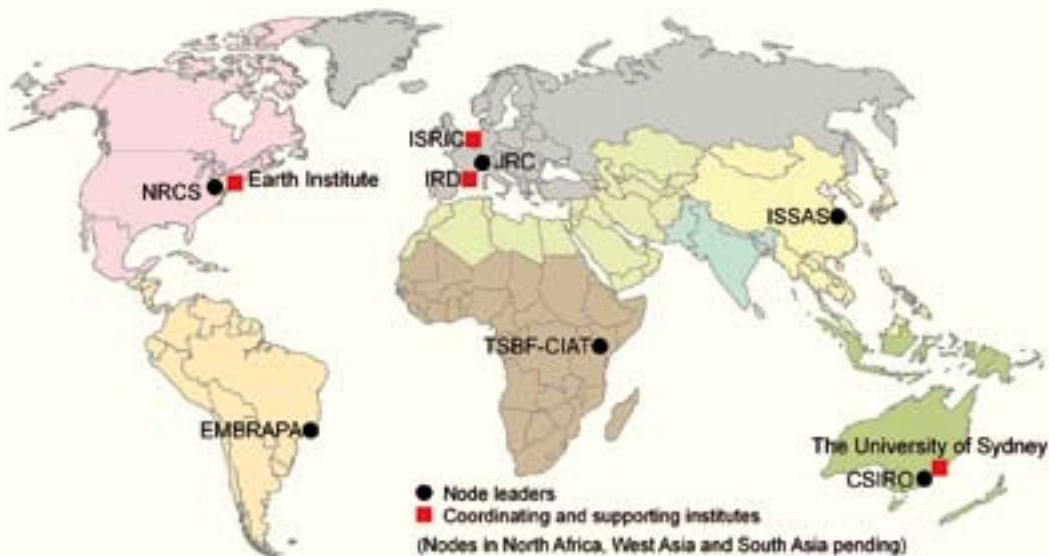 ISRIC
JRC
IRD
NRCS
Earth Institute
ISSAS
TSBF-CIAT
EMBRAPA
The University of Sydney
CSIRO
Node leaders
Coordinating and supporting institutes
(Nodes in North Africa, West Asia and South Asia pending)